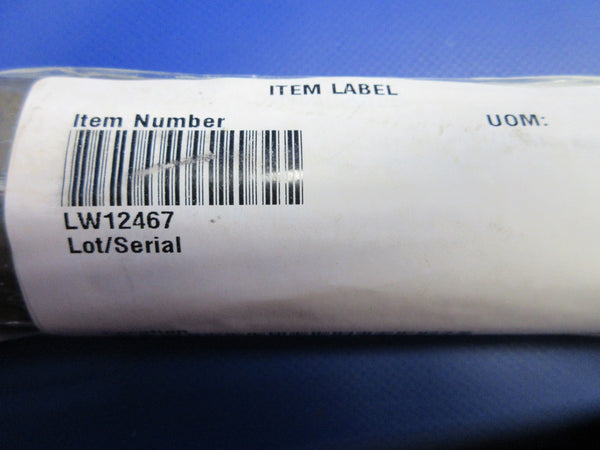 ITEM LABEL
Item Number UOM:
LW12467
Lot/Serial